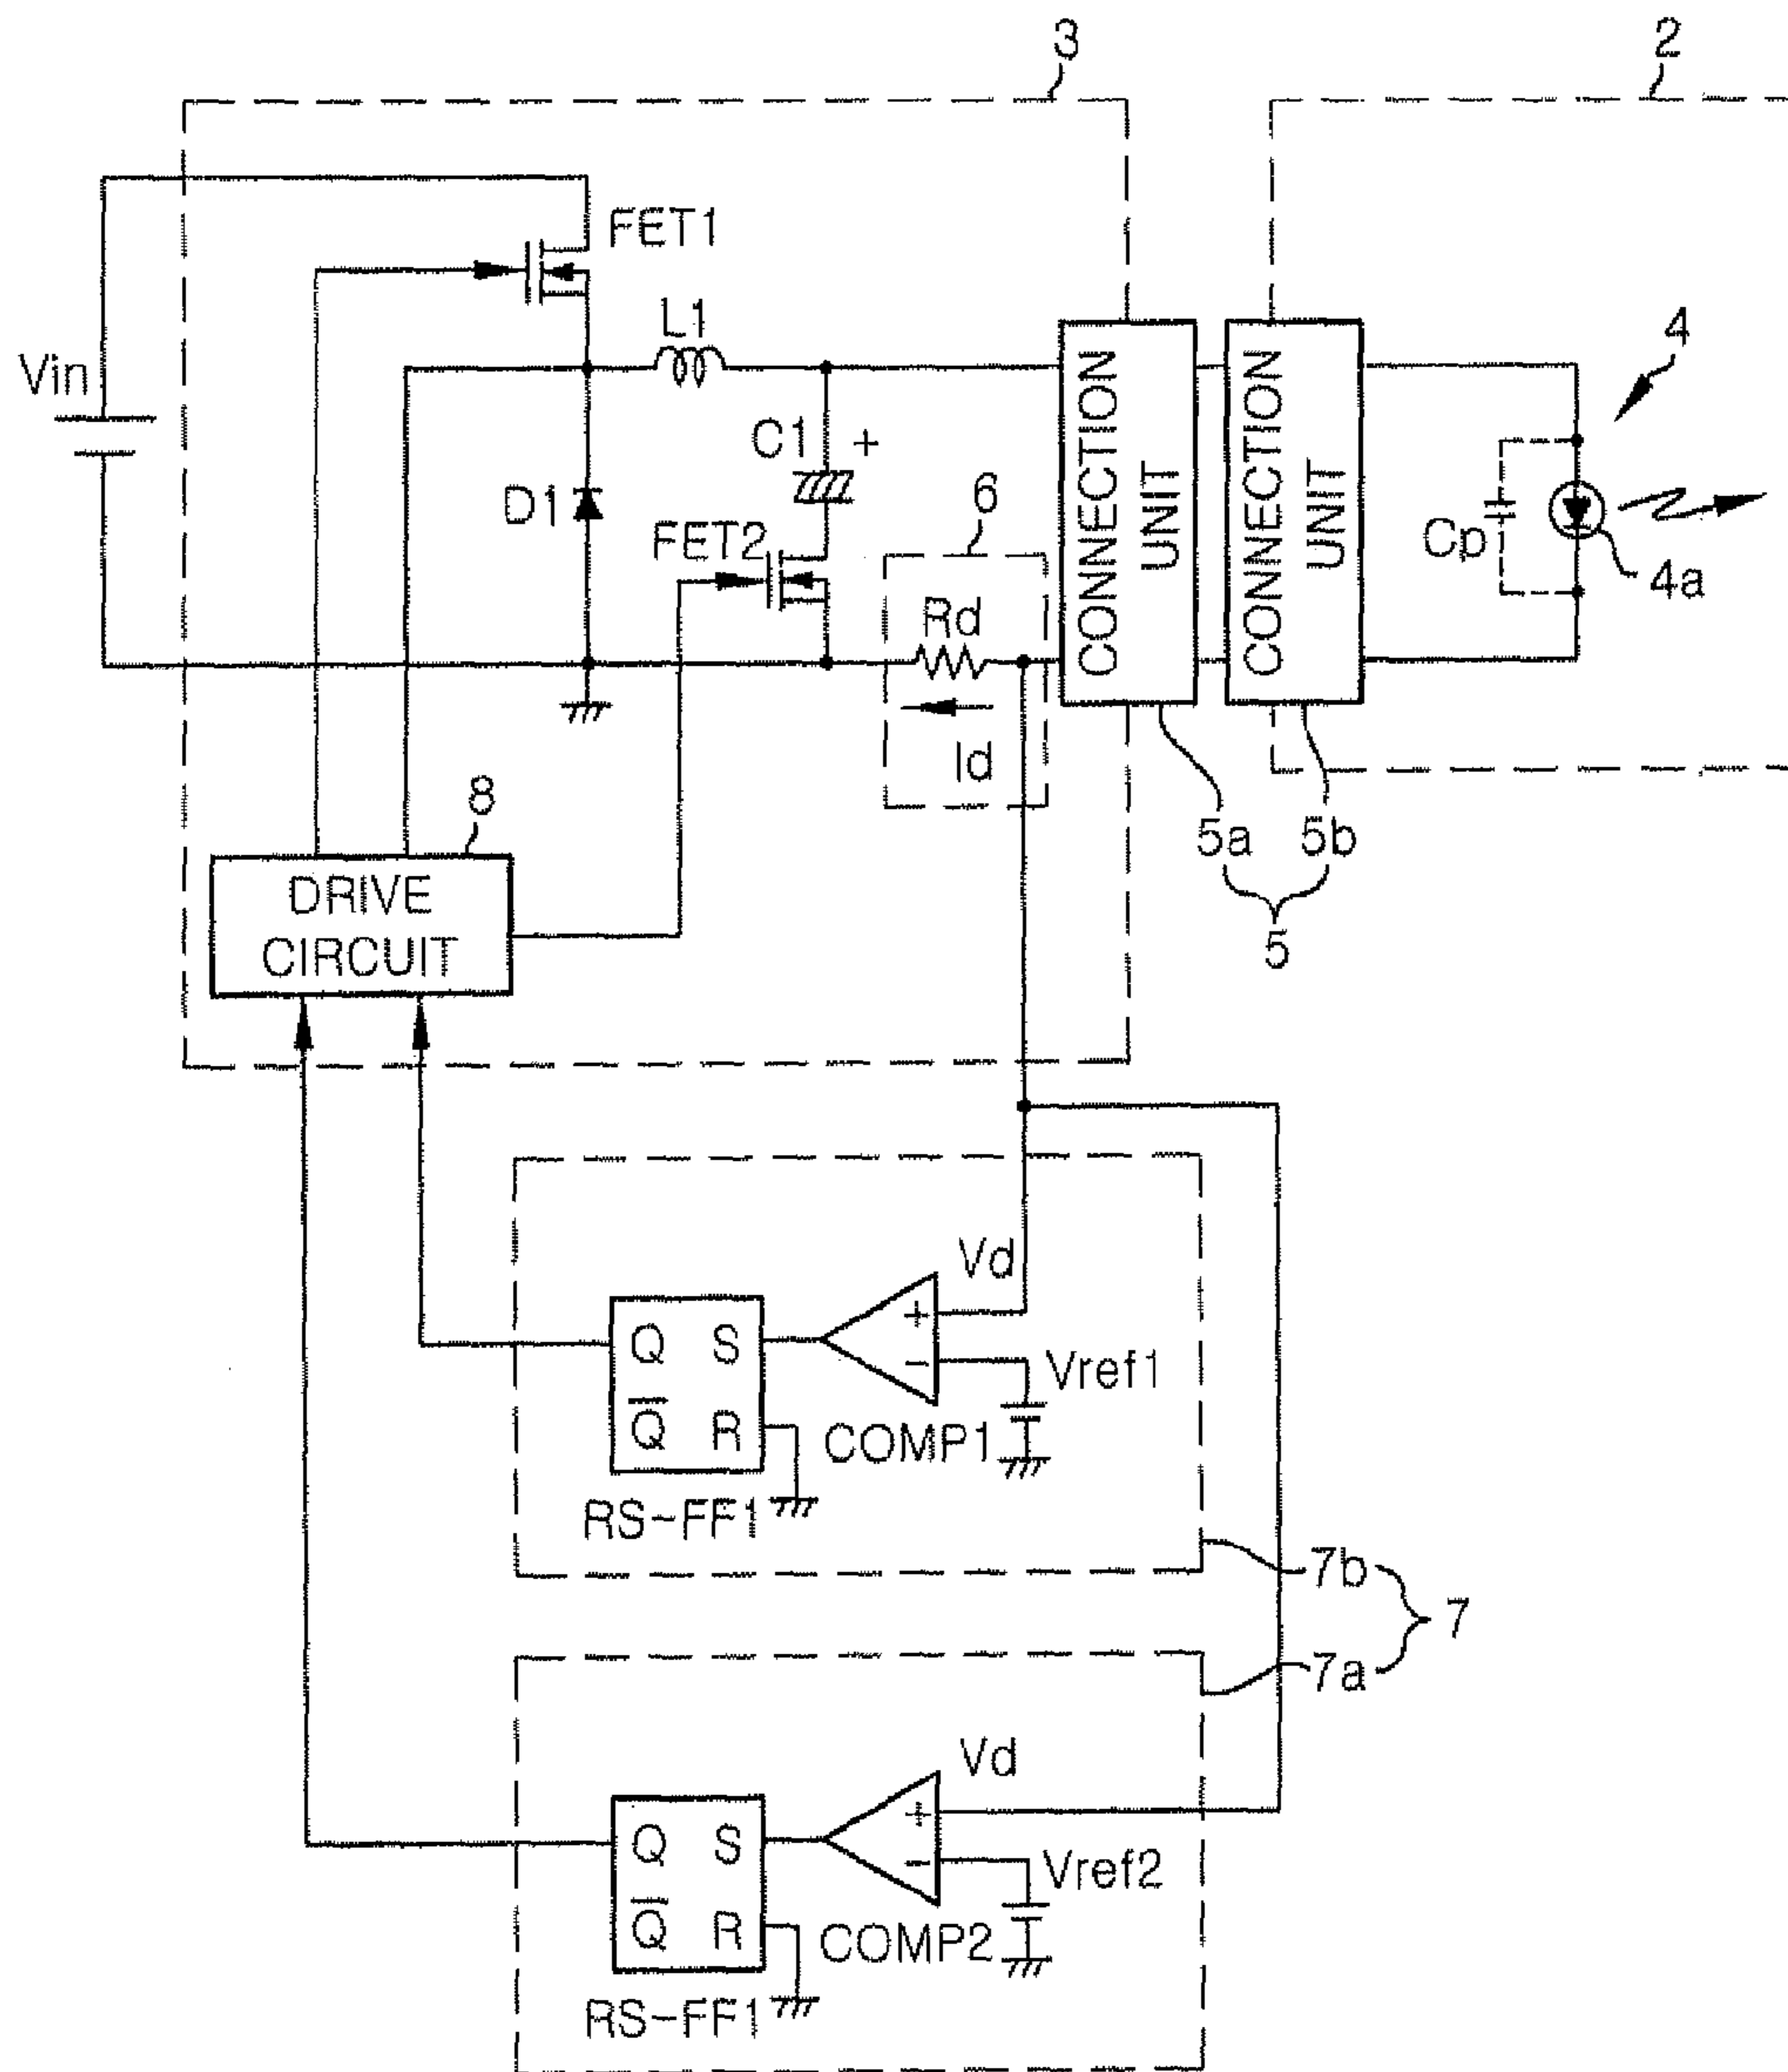 3
2
FET1
L1
Vin
4
C1 +
6
D1
FET2
CONNECTION
UNIT
CONNECTION
UNIT
Cp
4a
Rd
Id
8
5a 5b
5
DRIVE
CIRCUIT
Vd
+
Q S
Vref1
−
Q̅ R
COMP1
RS-FF1
7b
7
7a
Vd
+
Q S
Vref2
−
Q̅ R
COMP2
RS-FF1